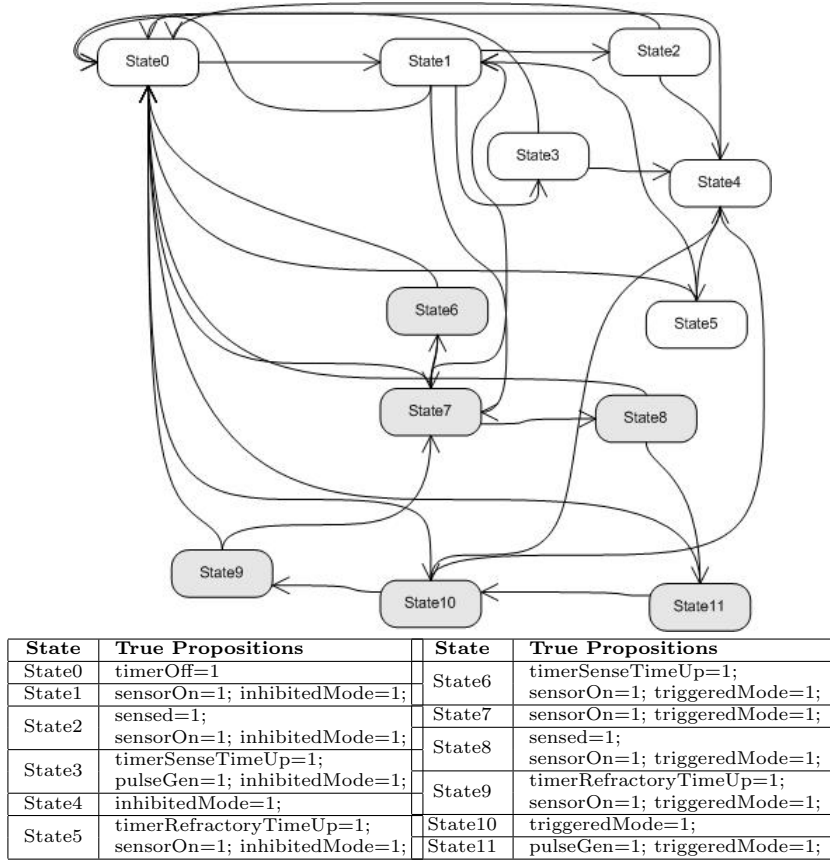 State0
State1
State2
State3
State4
State5
State6
State7
State8
State9
State10
State11
State True Propositions State True Propositions
State0 timerOff=1
State1 sensorOn=1; inhibitedMode=1;
State2 sensed=1;
sensorOn=1; inhibitedMode=1;
State3 timerSenseTimeUp=1;
pulseGen=1; inhibitedMode=1;
State4 inhibitedMode=1;
State5 timerRefractoryTimeUp=1;
sensorOn=1; inhibitedMode=1;
State6 timerSenseTimeUp=1;
sensorOn=1; triggeredMode=1;
State7 sensorOn=1; triggeredMode=1;
State8 sensed=1;
sensorOn=1; triggeredMode=1;
State9 timerRefractoryTimeUp=1;
sensorOn=1; triggeredMode=1;
State10 triggeredMode=1;
State11 pulseGen=1; triggeredMode=1;